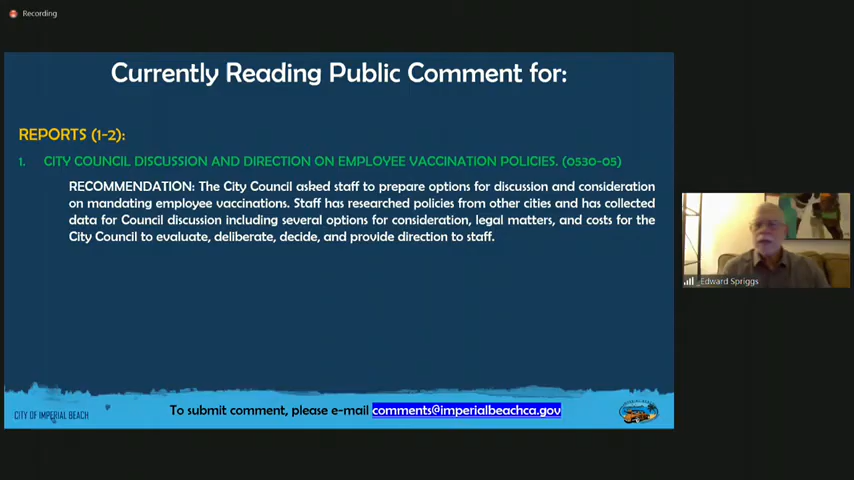 Recording
Currently Reading Public Comment for:
REPORTS (1-2):
1. CITY COUNCIL DISCUSSION AND DIRECTION ON EMPLOYEE VACCINATION POLICIES. (0530-05)
RECOMMENDATION: The City Council asked staff to prepare options for discussion and consideration
on mandating employee vaccinations. Staff has researched policies from other cities and has collected
data for Council discussion including several options for consideration, legal matters, and costs for the
City Council to evaluate, deliberate, decide, and provide direction to staff.
Edward Spriggs
CITY OF IMPERIAL BEACH
To submit comment, please e-mail comments@imperialbeachca.gov